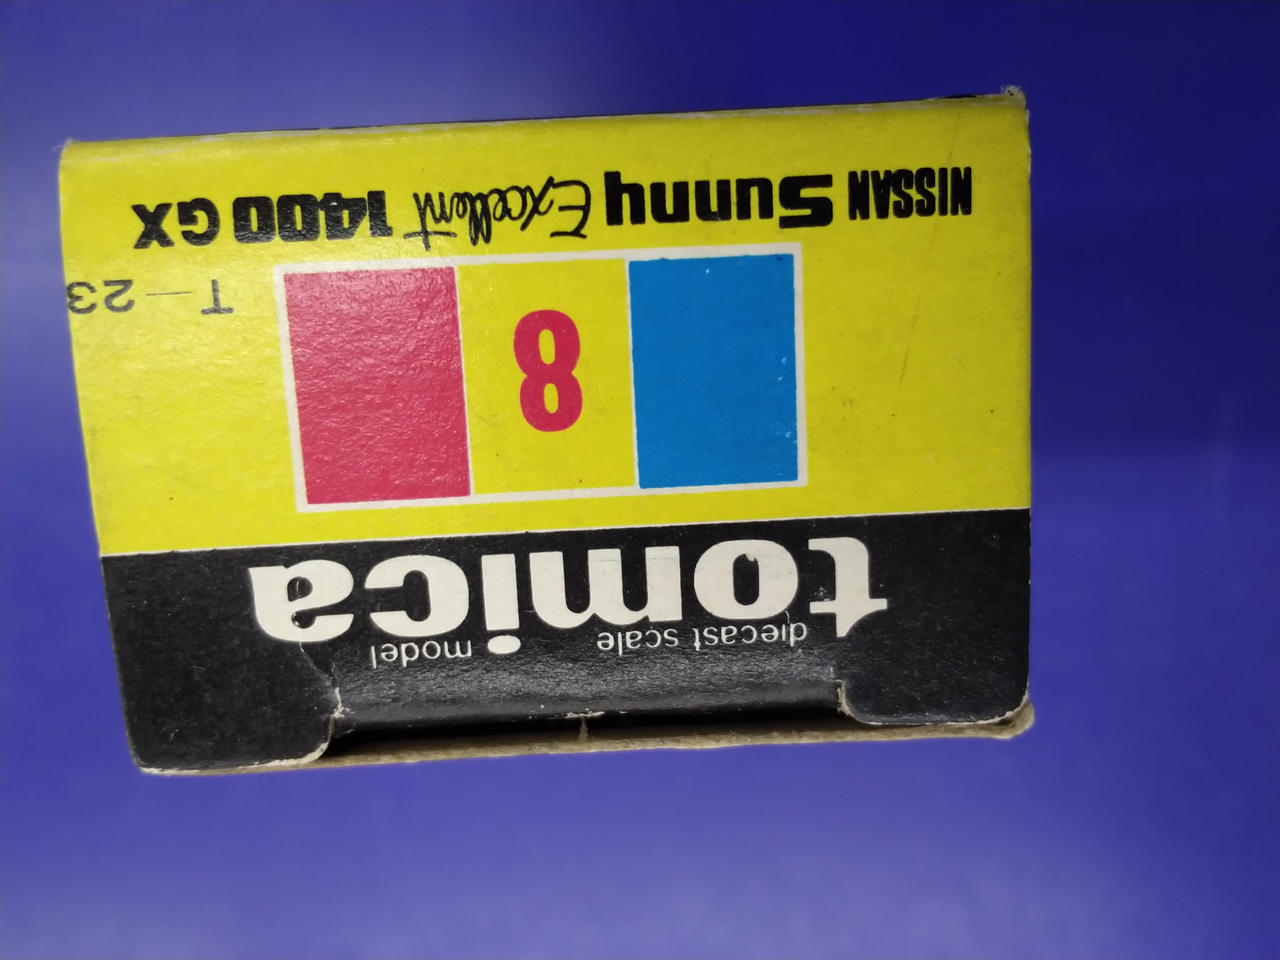 diecast scale model
tomica
8
T-23
NISSAN Sunny Excellent 1400 GX